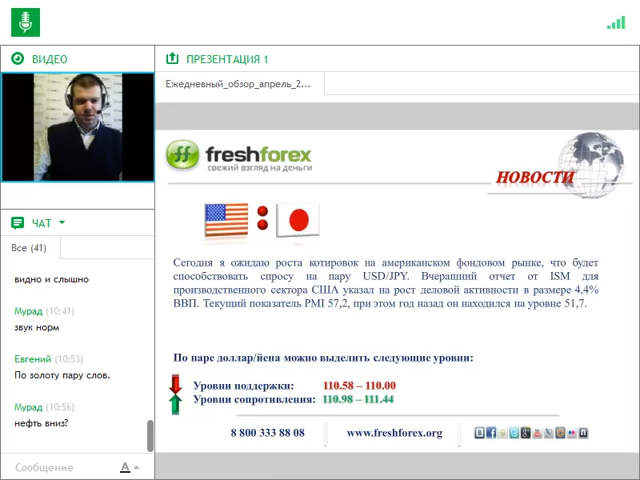 ВИДЕО
ПРЕЗЕНТАЦИЯ 1
Ежедневный_обзор_апрель_2...
freshforex
свежий взгляд на деньги
НОВОСТИ
ЧАТ
Все (41)
видно и слышно
Мурад (10:41)
звук норм
Евгений (10:53)
По золоту пару слов.
Мурад (10:56)
нефть вниз?
Сообщение
A
Сегодня я ожидаю роста котировок на американском фондовом рынке, что будет
способствовать спросу на пару USD/JPY. Вчерашний отчет от ISM для
производственного сектора США указал на рост деловой активности в размере 4,4%
ВВП. Текущий показатель PMI 57,2, при этом год назад он находился на уровне 51,7.
По паре доллар/йена можно выделить следующие уровни:
Уровни поддержки: 110.58 – 110.00
Уровни сопротивления: 110.98 – 111.44
8 800 333 88 08
www.freshforex.org